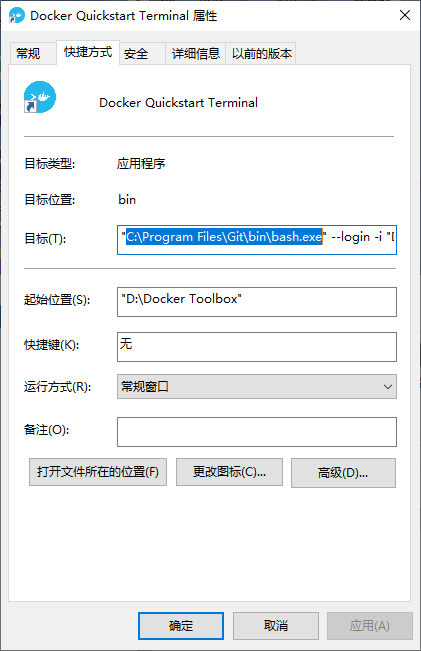 Docker Quickstart Terminal 属性
常规 快捷方式 安全 详细信息 以前的版本
Docker Quickstart Terminal
目标类型: 应用程序
目标位置: bin
目标(T): "C:\Program Files\Git\bin\bash.exe" --login -i "D
起始位置(S): "D:\Docker Toolbox"
快捷键(K): 无
运行方式(R): 常规窗口
备注(O):
打开文件所在的位置(F) 更改图标(C)... 高级(D)...
确定 取消 应用(A)